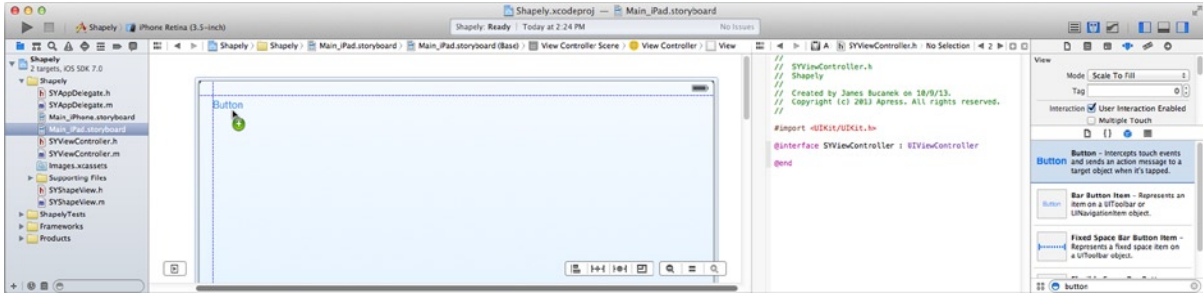 Shapely.xcodeproj — Main_iPad.storyboard
Shapely iPhone Retina (3.5-inch)
Shapely: Ready Today at 2:24 PM
No Issues
Shapely Shapely Main_iPad.storyboard Main_iPad.storyboard (Base) View Controller Scene View Controller View
A SYViewController.h No Selection 2
Shapely
2 targets, iOS SDK 7.0
Shapely
SYAppDelegate.h
SYAppDelegate.m
Main_iPhone.storyboard
Main_iPad.storyboard
SYViewController.h
SYViewController.m
Images.xcassets
Supporting Files
SYShapeView.h
SYShapeView.m
ShapelyTests
Frameworks
Products
Button
//
// SYViewController.h
// Shapely
//
// Created by James Bucanek on 10/9/13.
// Copyright (c) 2013 Apress. All rights reserved.
//
#import <UIKit/UIKit.h>
@interface SYViewController : UIViewController
@end
View
Mode Scale To Fill
Tag 0
Interaction User Interaction Enabled
Multiple Touch
Button Button – Intercepts touch events
and sends an action message to a
target object when it's tapped.
Button Bar Button Item – Represents an
item on a UIToolbar or
UINavigationItem object.
Fixed Space Bar Button Item –
Represents a fixed space item on
a UIToolbar object.
button